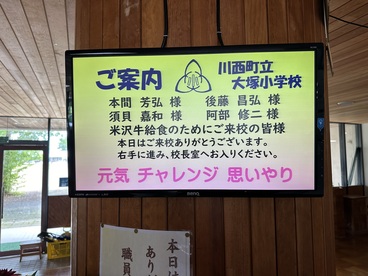 ご案内
川西町立
大塚小学校
本間 芳弘 様 後藤 昌弘 様
須貝 嘉和 様 阿部 修二 様
米沢牛給食のためにご来校の皆様
本日はご来校ありがとうございます。
右手に進み、校長室へお入りください。
元気 チャレンジ 思いやり
BENQ
本日は
あり
職員